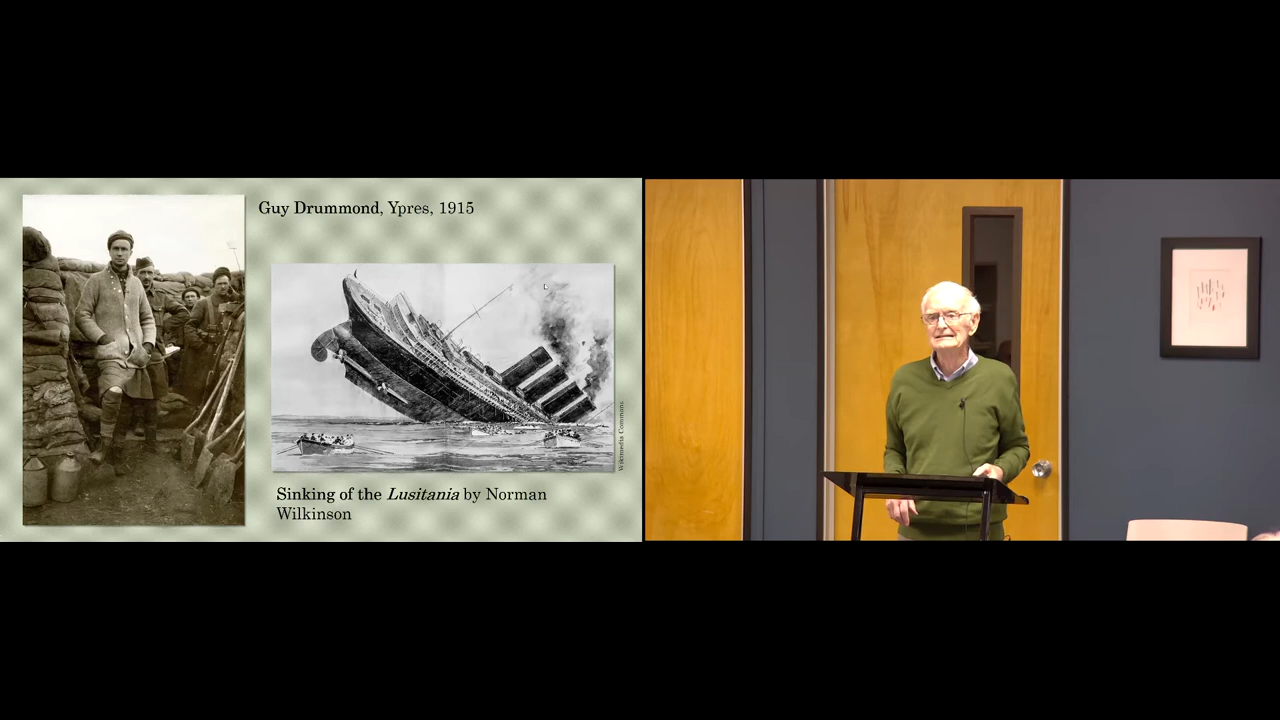 Guy Drummond, Ypres, 1915
Wikimedia Commons
Sinking of the Lusitania by Norman
Wilkinson